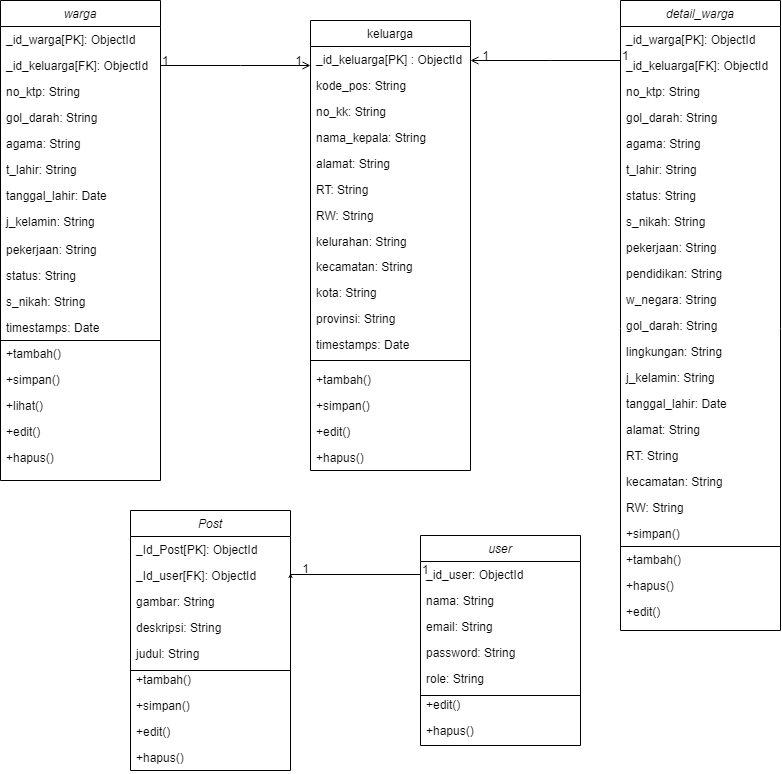 warga
_id_warga[PK]: ObjectId
_id_keluarga[FK]: ObjectId
no_ktp: String
gol_darah: String
agama: String
t_lahir: String
tanggal_lahir: Date
j_kelamin: String
pekerjaan: String
status: String
s_nikah: String
timestamps: Date
+tambah()
+simpan()
+lihat()
+edit()
+hapus()
1
1
keluarga
_id_keluarga[PK] : ObjectId
kode_pos: String
no_kk: String
nama_kepala: String
alamat: String
RT: String
RW: String
kelurahan: String
kecamatan: String
kota: String
provinsi: String
timestamps: Date
+tambah()
+simpan()
+edit()
+hapus()
1
1
detail_warga
_id_warga[PK]: ObjectId
_id_keluarga[FK]: ObjectId
no_ktp: String
gol_darah: String
agama: String
t_lahir: String
status: String
s_nikah: String
pekerjaan: String
pendidikan: String
w_negara: String
gol_darah: String
lingkungan: String
j_kelamin: String
tanggal_lahir: Date
alamat: String
RT: String
kecamatan: String
RW: String
+simpan()
+tambah()
+hapus()
+edit()
Post
_Id_Post[PK]: ObjectId
_Id_user[FK]: ObjectId
gambar: String
deskripsi: String
judul: String
+tambah()
+simpan()
+edit()
+hapus()
1
1
user
_id_user: ObjectId
nama: String
email: String
password: String
role: String
+edit()
+hapus()